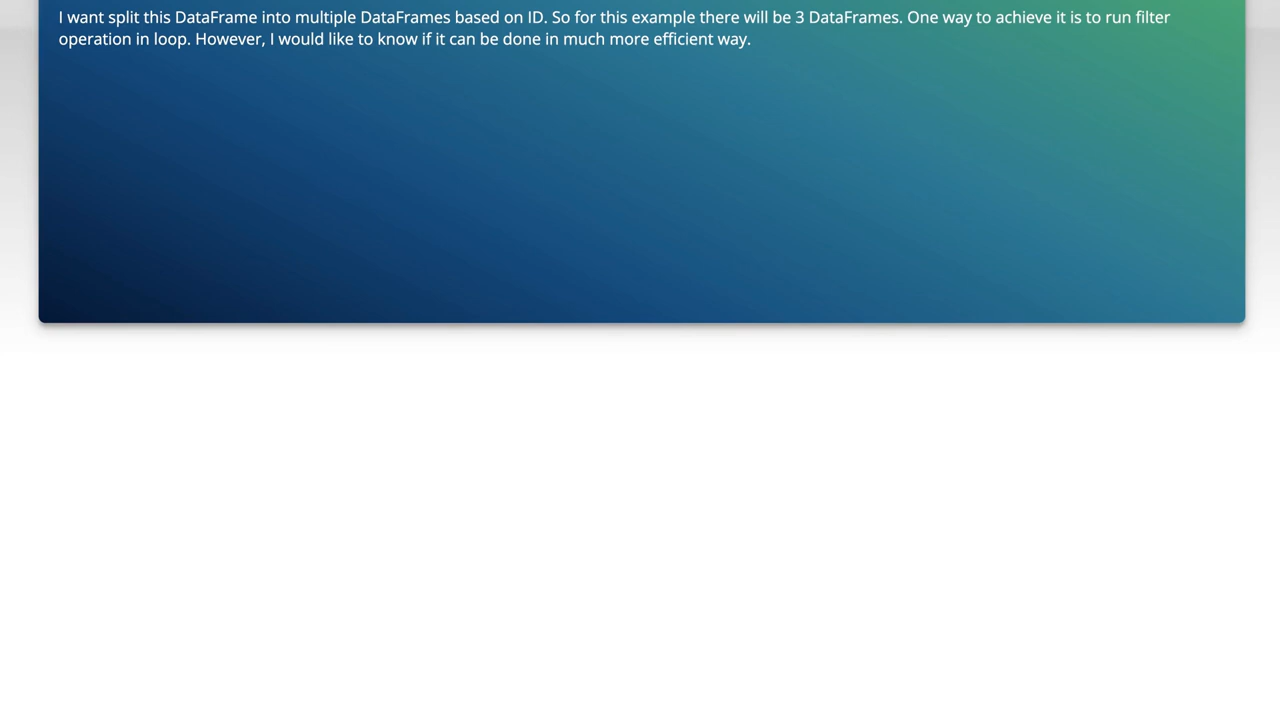 I want split this DataFrame into multiple DataFrames based on ID. So for this example there will be 3 DataFrames. One way to achieve it is to run filter
operation in loop. However, I would like to know if it can be done in much more efficient way.